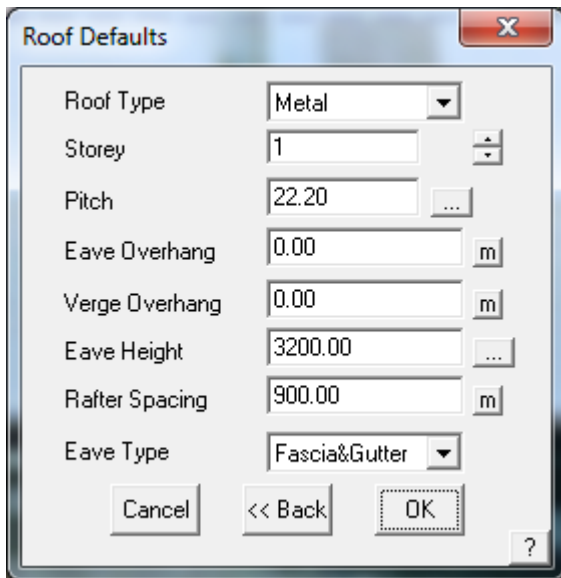 Roof Defaults
X
Roof Type Metal
Storey 1
Pitch 22.20 ...
Eave Overhang 0.00 m
Verge Overhang 0.00 m
Eave Height 3200.00 ...
Rafter Spacing 900.00 m
Eave Type Fascia&Gutter
Cancel << Back OK
?